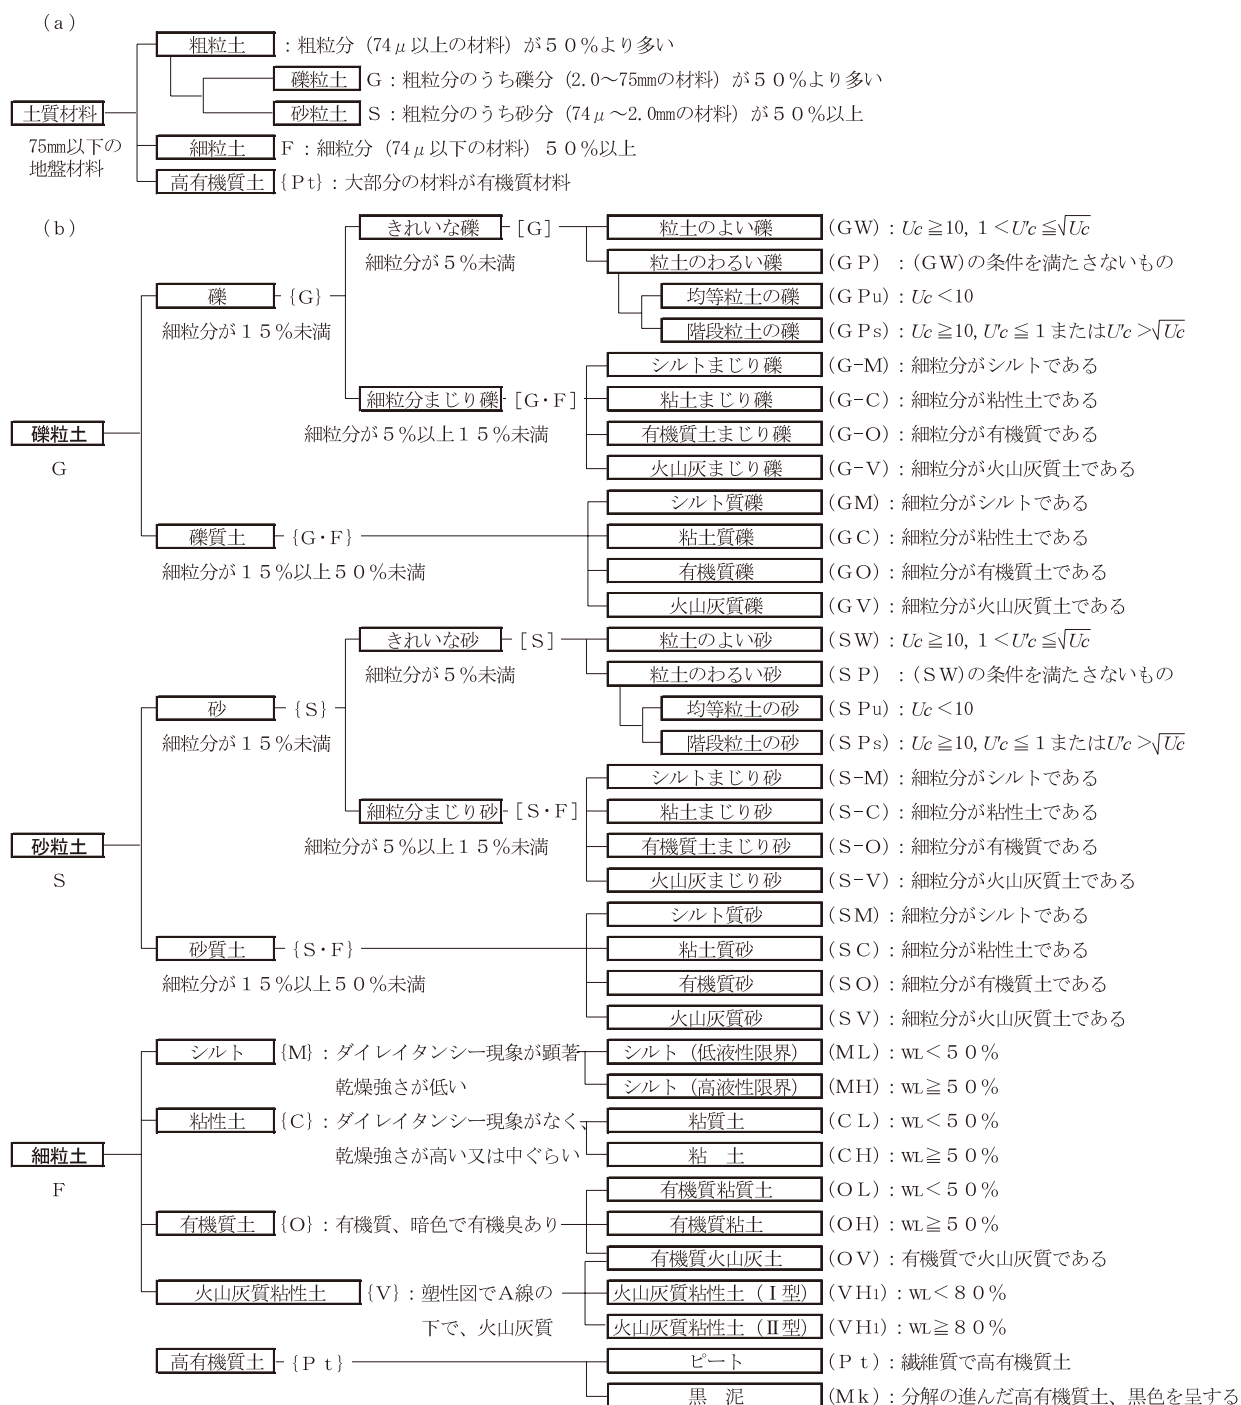 (a)
粗粒土 ：粗粒分（74μ以上の材料）が５０%より多い
礫粒土 G：粗粒分のうち礫分（2.0〜75mmの材料）が５０%より多い
土質材料 砂粒土 S：粗粒分のうち砂分（74μ〜2.0mmの材料）が５０%以上
75mm以下の
地盤材料
細粒土 F：細粒分（74μ以下の材料）５０%以上
高有機質土 {Pt}：大部分の材料が有機質材料
(b)
きれいな礫 [G] 粒土のよい礫 (GW)：Uc≧10, 1＜U'c≦√Uc
細粒分が５%未満 粒土のわるい礫 (GP) ：(GW)の条件を満たさないもの
礫 {G} 均等粒土の礫 (GPu)：Uc＜10
細粒分が１５%未満 階段粒土の礫 (GPs)：Uc≧10, U'c≦１またはU'c＞√Uc
シルトまじり礫 (G-M)：細粒分がシルトである
細粒分まじり礫 [G・F] 粘土まじり礫 (G-C)：細粒分が粘性土である
礫粒土 細粒分が５%以上１５%未満 有機質土まじり礫 (G-O)：細粒分が有機質である
G 火山灰まじり礫 (G-V)：細粒分が火山灰質土である
シルト質礫 (GM)：細粒分がシルトである
礫質土 {G・F} 粘土質礫 (GC)：細粒分が粘性土である
細粒分が１５%以上５０%未満 有機質礫 (GO)：細粒分が有機質土である
火山灰質礫 (GV)：細粒分が火山灰質土である
きれいな砂 [S] 粒土のよい砂 (SW)：Uc≧10, 1＜U'c≦√Uc
細粒分が５%未満 粒土のわるい砂 (SP) ：(SW)の条件を満たさないもの
砂 {S} 均等粒土の砂 (SPu)：Uc＜10
細粒分が１５%未満 階段粒土の砂 (SPs)：Uc≧10, U'c≦１またはU'c＞√Uc
シルトまじり砂 (S-M)：細粒分がシルトである
細粒分まじり砂 [S・F] 粘土まじり砂 (S-C)：細粒分が粘性土である
砂粒土 細粒分が５%以上１５%未満 有機質土まじり砂 (S-O)：細粒分が有機質である
S 火山灰まじり砂 (S-V)：細粒分が火山灰質土である
シルト質砂 (SM)：細粒分がシルトである
砂質土 {S・F} 粘土質砂 (SC)：細粒分が粘性土である
細粒分が１５%以上５０%未満 有機質砂 (SO)：細粒分が有機質土である
火山灰質砂 (SV)：細粒分が火山灰質土である
シルト {M}：ダイレイタンシー現象が顕著 シルト（低液性限界） (ML)：wL＜５０%
乾燥強さが低い シルト（高液性限界） (MH)：wL≧５０%
粘性土 {C}：ダイレイタンシー現象がなく、 粘質土 (CL)：wL＜５０%
細粒土 乾燥強さが高い又は中ぐらい 粘　土 (CH)：wL≧５０%
F 有機質粘質土 (OL)：wL＜５０%
有機質土 {O}：有機質、暗色で有機臭あり 有機質粘土 (OH)：wL≧５０%
有機質火山灰土 (OV)：有機質で火山灰質である
火山灰質粘性土 {V}：塑性図でA線の 火山灰質粘性土（Ⅰ型） (VH1)：wL＜８０%
下で、火山灰質 火山灰質粘性土（Ⅱ型） (VH1)：wL≧８０%
高有機質土 {Pt} ピート (Pt)：繊維質で高有機質土
黒　泥 (Mk)：分解の進んだ高有機質土、黒色を呈する